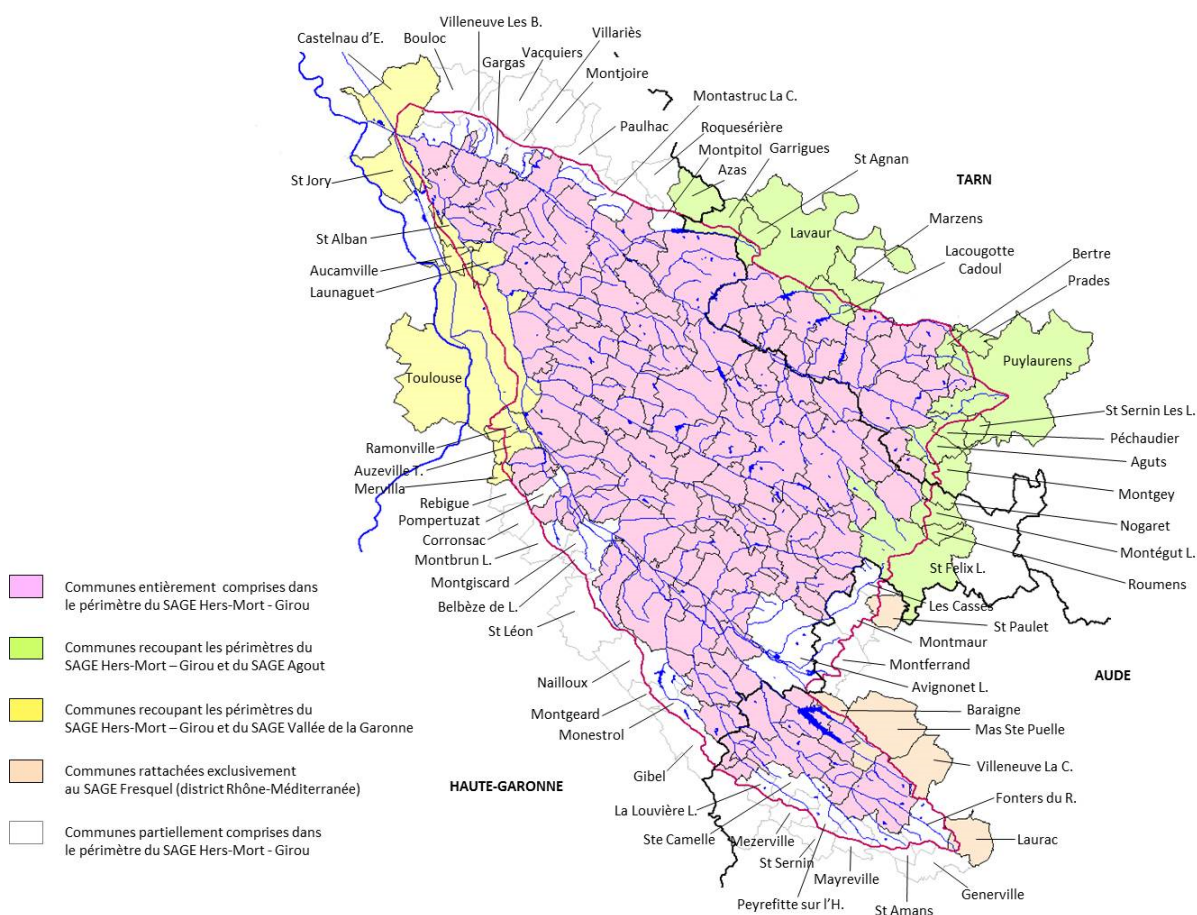 Villeneuve Les B.
Castelnau d'E.
Bouloc
Villariès
Vacquiers
Gargas
Montjoire
Montastruc La C.
Paulhac
Roquesérière
Montpitol
Garrigues
Azas
St Agnan
St Jory
TARN
Lavaur
Marzens
St Alban
Lacougotte
Cadoul
Bertre
Aucamville
Prades
Launaguet
Puylaurens
Toulouse
St Sernin Les L.
Ramonville
Péchaudier
Auzeville T.
Aguts
Mervilla
Montgey
Rebigue
Pompertuzat
Nogaret
Corronsac
Montégut L.
Montbrun L.
St Felix L.
Roumens
Montgiscard
Les Cassés
Belbèze de L.
St Paulet
St Léon
Montmaur
Montferrand
Nailloux
Avignonet L.
AUDE
Montgeard
Baraigne
Monestrol
Mas Ste Puelle
Gibel
Villeneuve La C.
HAUTE-GARONNE
La Louvière L.
Fonters du R.
Ste Camelle
Mezerville
Laurac
St Sernin
Mayreville
Generville
Peyrefitte sur l'H.
St Amans
Communes entièrement comprises dans
le périmètre du SAGE Hers-Mort - Girou
Communes recoupant les périmètres du
SAGE Hers-Mort – Girou et du SAGE Agout
Communes recoupant les périmètres du
SAGE Hers-Mort – Girou et du SAGE Vallée de la Garonne
Communes rattachées exclusivement
au SAGE Fresquel (district Rhône-Méditerranée)
Communes partiellement comprises dans
le périmètre du SAGE Hers-Mort - Girou